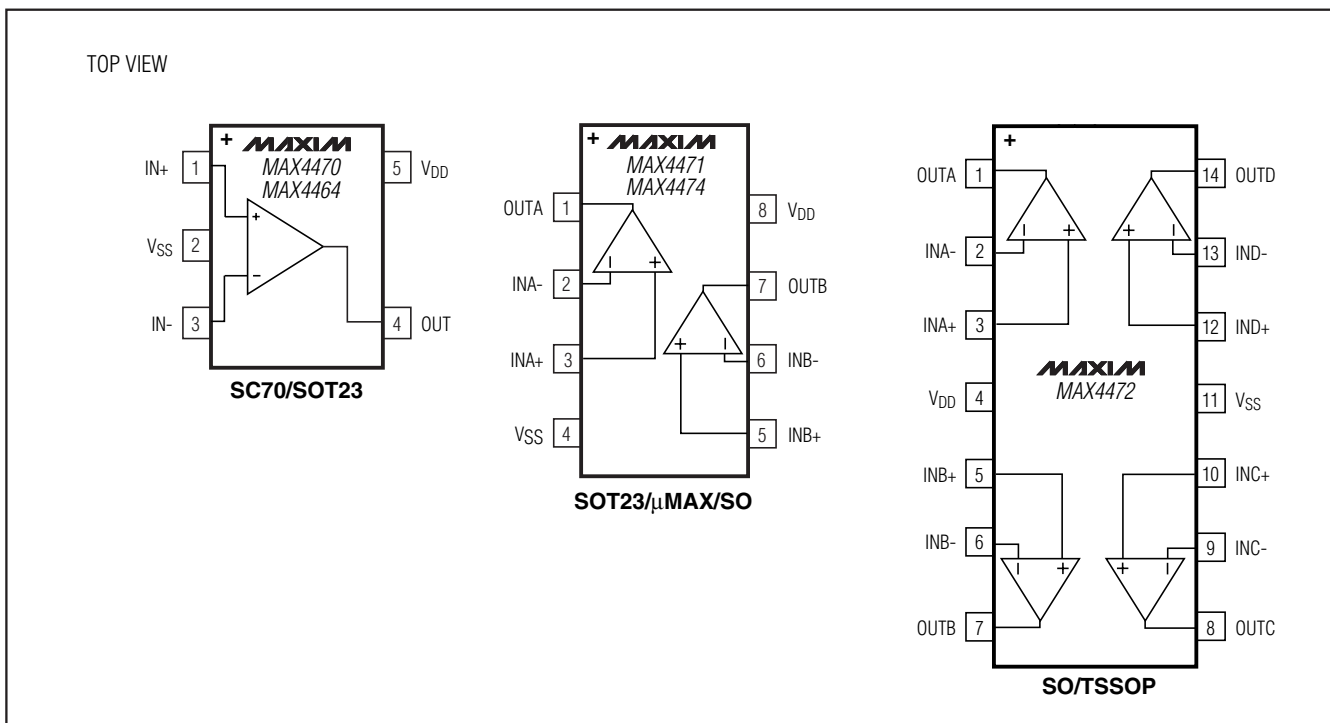 TOP VIEW
+ MAXIM
MAX4470
MAX4464
IN+ 1
VSS 2
IN- 3
5 VDD
4 OUT
+
−
SC70/SOT23
+ MAXIM
MAX4471
MAX4474
OUTA 1
INA- 2
INA+ 3
VSS 4
8 VDD
7 OUTB
6 INB-
5 INB+
− +
+ −
SOT23/μMAX/SO
+
OUTA 1
INA- 2
INA+ 3
VDD 4
INB+ 5
INB- 6
OUTB 7
14 OUTD
13 IND-
12 IND+
11 VSS
10 INC+
9 INC-
8 OUTC
− + + −
MAXIM
MAX4472
− + + −
SO/TSSOP